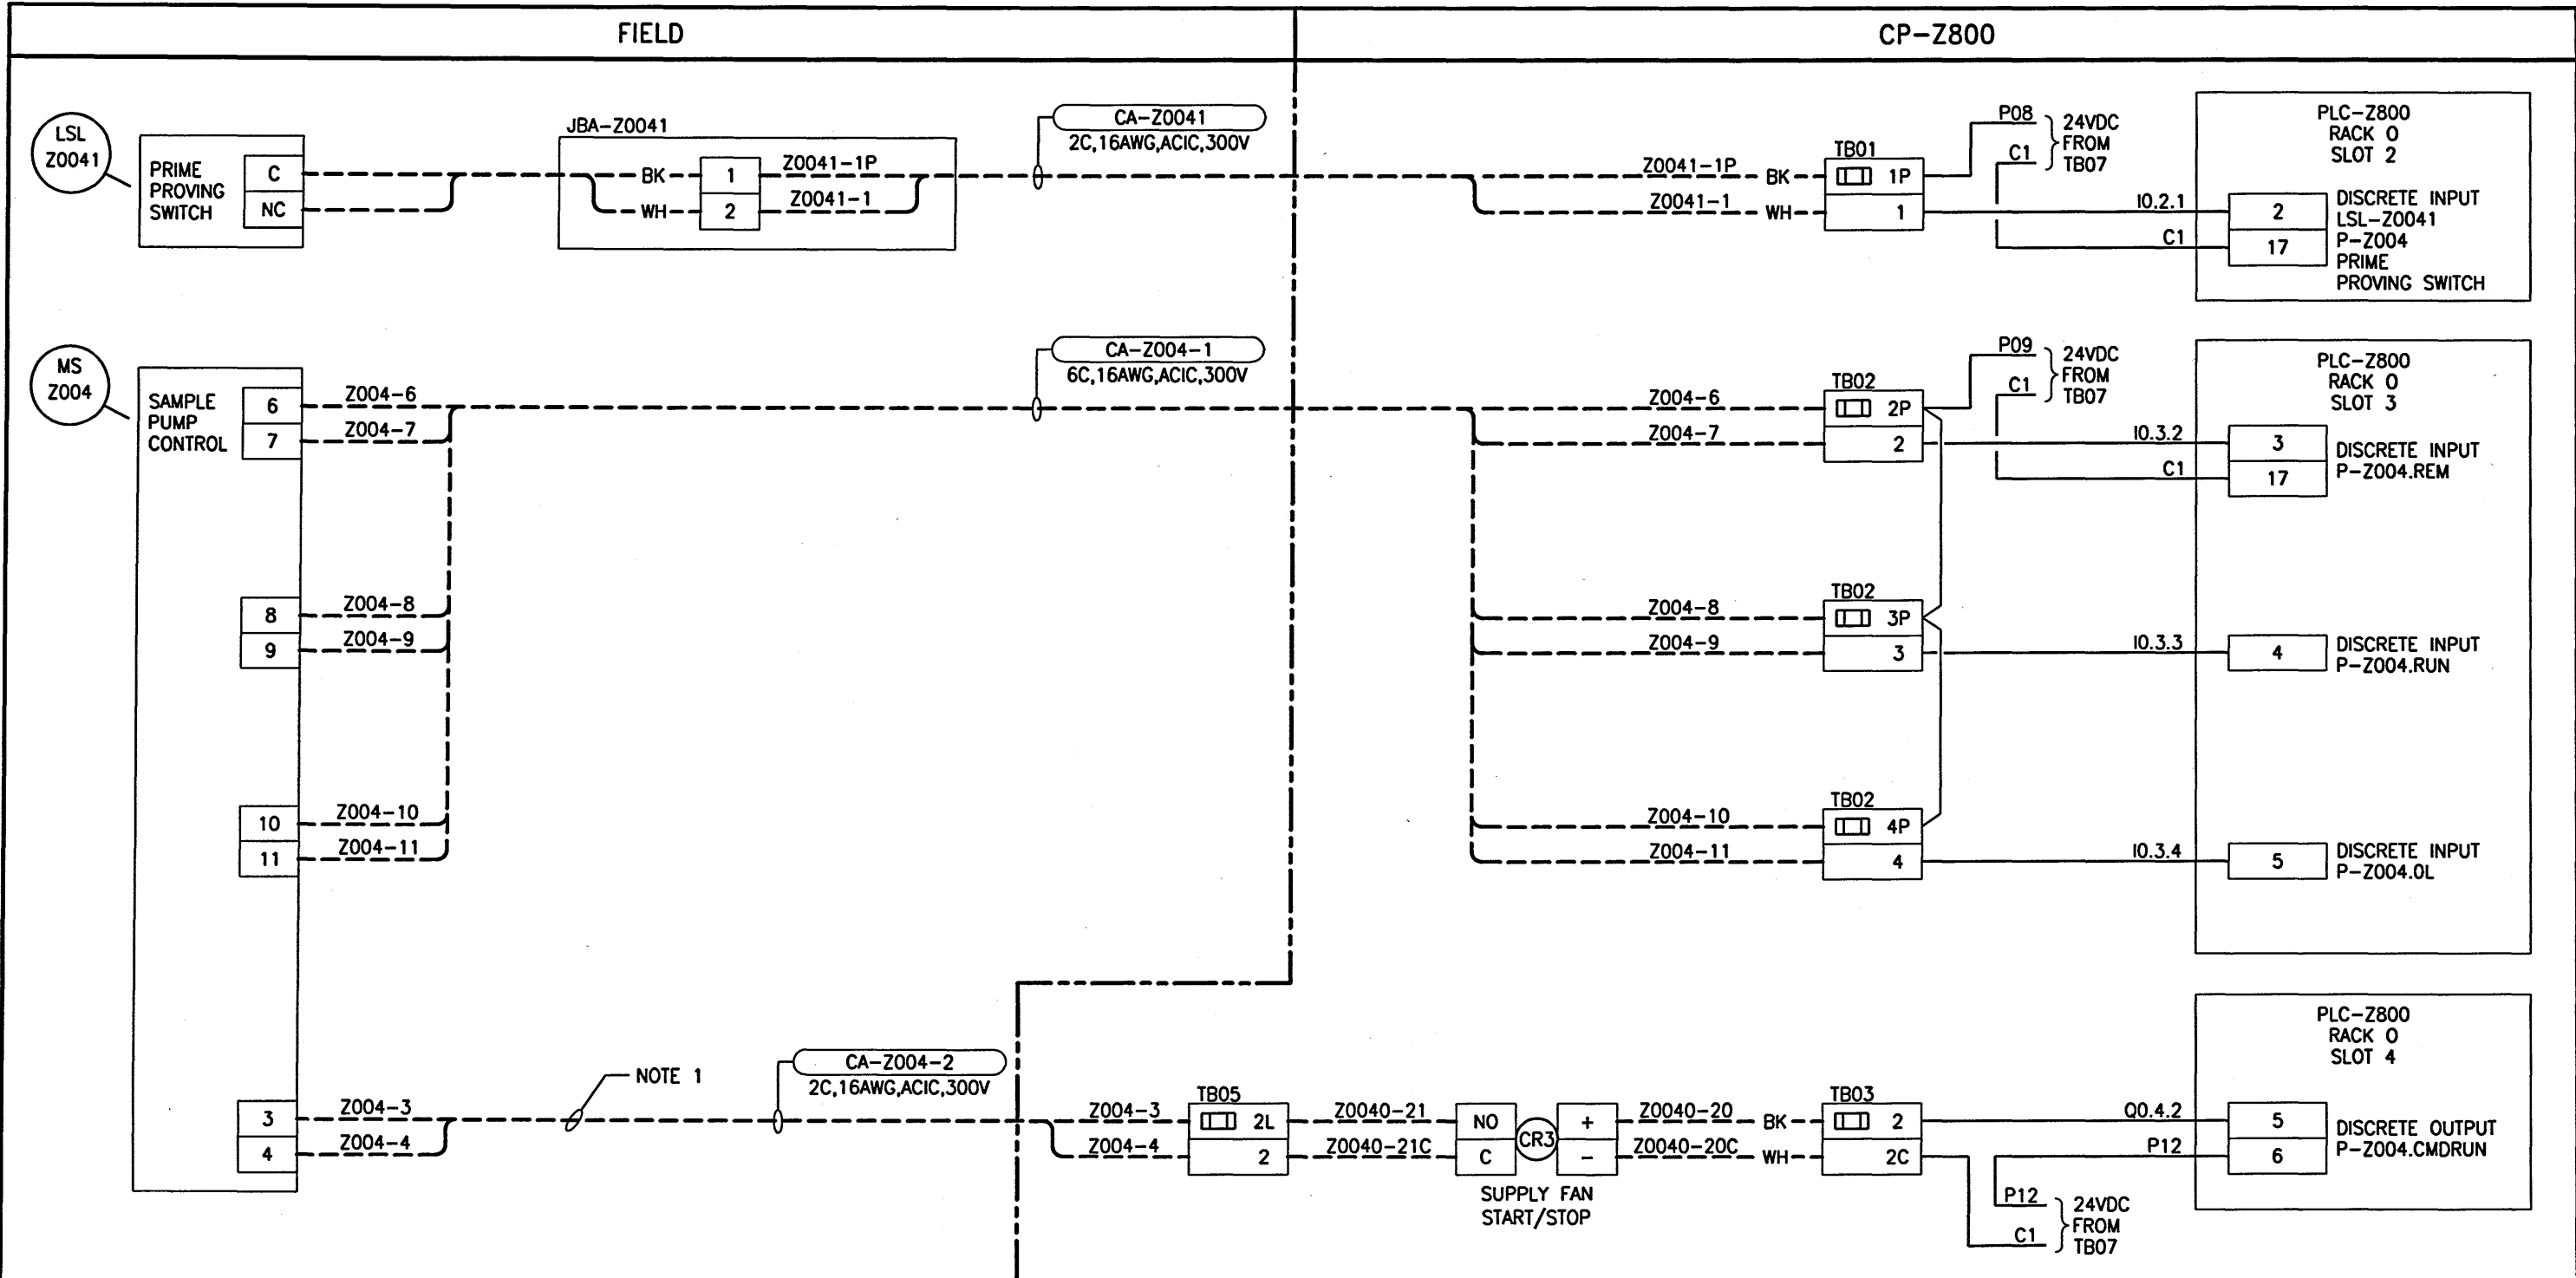 FIELD
CP-Z800
LSL
Z0041
PRIME
PROVING
SWITCH
C
NC
JBA-Z0041
BK
WH
1
2
Z0041-1P
Z0041-1
CA-Z0041
2C,16AWG,ACIC,300V
Z0041-1P
BK
Z0041-1
WH
TB01
1P
1
P08
C1
24VDC
FROM
TB07
I0.2.1
C1
PLC-Z800
RACK 0
SLOT 2
2
17
DISCRETE INPUT
LSL-Z0041
P-Z004
PRIME
PROVING SWITCH
MS
Z004
SAMPLE
PUMP
CONTROL
6
7
Z004-6
Z004-7
CA-Z004-1
6C,16AWG,ACIC,300V
Z004-6
Z004-7
TB02
2P
2
P09
C1
24VDC
FROM
TB07
I0.3.2
C1
PLC-Z800
RACK 0
SLOT 3
3
17
DISCRETE INPUT
P-Z004.REM
8
9
Z004-8
Z004-9
Z004-8
Z004-9
TB02
3P
3
I0.3.3
4
DISCRETE INPUT
P-Z004.RUN
10
11
Z004-10
Z004-11
Z004-10
Z004-11
TB02
4P
4
I0.3.4
5
DISCRETE INPUT
P-Z004.OL
3
4
Z004-3
Z004-4
NOTE 1
CA-Z004-2
2C,16AWG,ACIC,300V
Z004-3
Z004-4
TB05
2L
2
Z0040-21
Z0040-21C
NO
C
CR3
+
-
SUPPLY FAN
START/STOP
Z0040-20
BK
Z0040-20C
WH
TB03
2
2C
Q0.4.2
P12
P12
C1
24VDC
FROM
TB07
PLC-Z800
RACK 0
SLOT 4
5
6
DISCRETE OUTPUT
P-Z004.CMDRUN